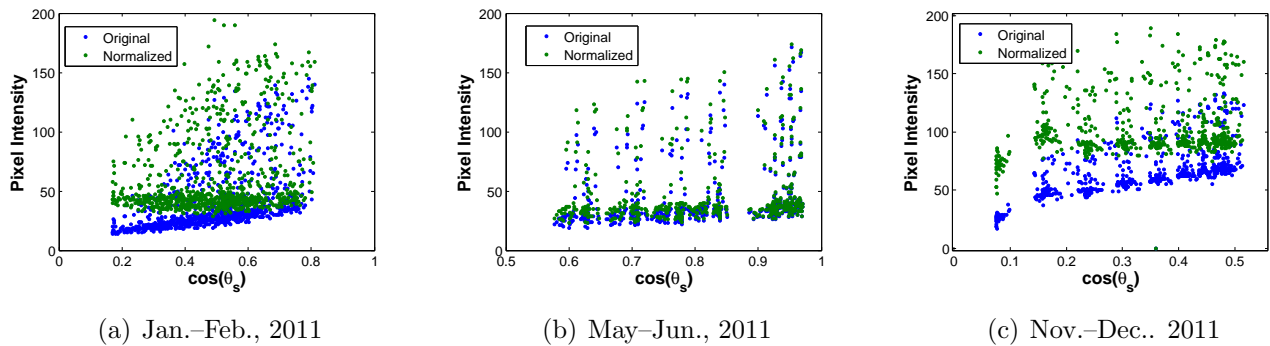 200
150
100
50
0
Pixel Intensity
Original
Normalized
0 0.2 0.4 0.6 0.8 1
cos(θs)
(a) Jan.–Feb., 2011
200
150
100
50
0
Pixel Intensity
Original
Normalized
0.5 0.6 0.7 0.8 0.9 1
cos(θs)
(b) May–Jun., 2011
200
150
100
50
0
Pixel Intensity
Original
Normalized
0 0.1 0.2 0.3 0.4 0.5
cos(θs)
(c) Nov.–Dec.. 2011